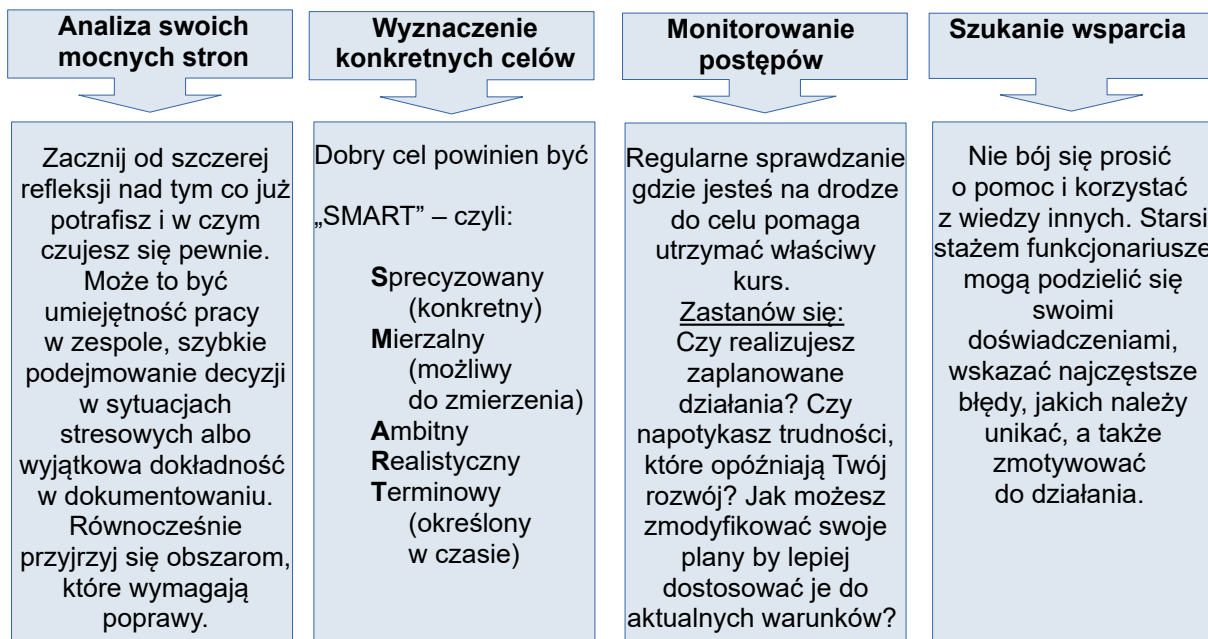 Analiza swoich
mocnych stron
Zacznij od szczerej
refleksji nad tym co już
potrafisz i w czym
czujesz się pewnie.
Może to być
umiejętność pracy
w zespole, szybkie
podejmowanie decyzji
w sytuacjach
stresowych albo
wyjątkowa dokładność
w dokumentowaniu.
Równocześnie
przyjrzyj się obszarom,
które wymagają
poprawy.
Wyznaczenie
konkretnych celów
Dobry cel powinien być
„SMART” – czyli:
Sprecyzowany
(konkretny)
Mierzalny
(możliwy
do zmierzenia)
Ambitny
Realistyczny
Terminowy
(określony
w czasie)
Monitorowanie
postępów
Regularne sprawdzanie
gdzie jesteś na drodze
do celu pomaga
utrzymać właściwy
kurs.
Zastanów się:
Czy realizujesz
zaplanowane
działania? Czy
napotykasz trudności,
które opóźniają Twój
rozwój? Jak możesz
zmodyfikować swoje
plany by lepiej
dostosować je do
aktualnych warunków?
Szukanie wsparcia
Nie bój się prosić
o pomoc i korzystać
z wiedzy innych. Starsi
stażem funkcjonariusze
mogą podzielić się
swoimi
doświadczeniami,
wskazać najczęstsze
błędy, jakich należy
unikać, a także
zmotywować
do działania.